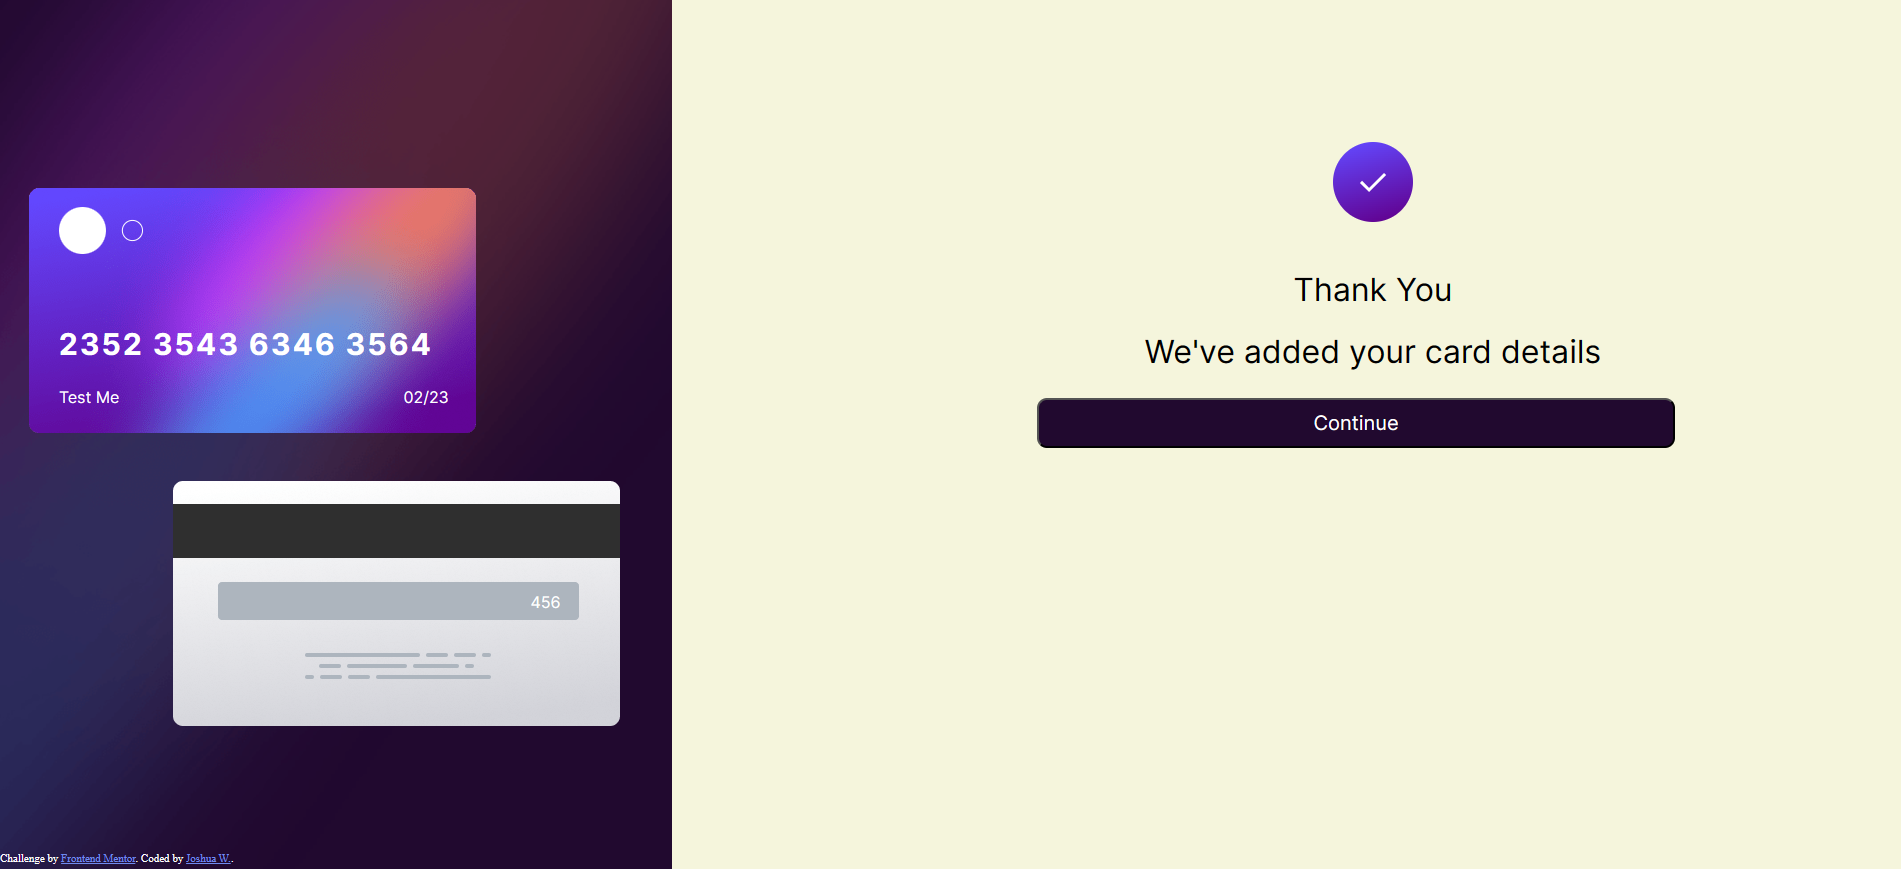 2352 3543 6346 3564
Test Me 02/23
456
Challenge by Frontend Mentor. Coded by Joshua W..
Thank You
We've added your card details
Continue